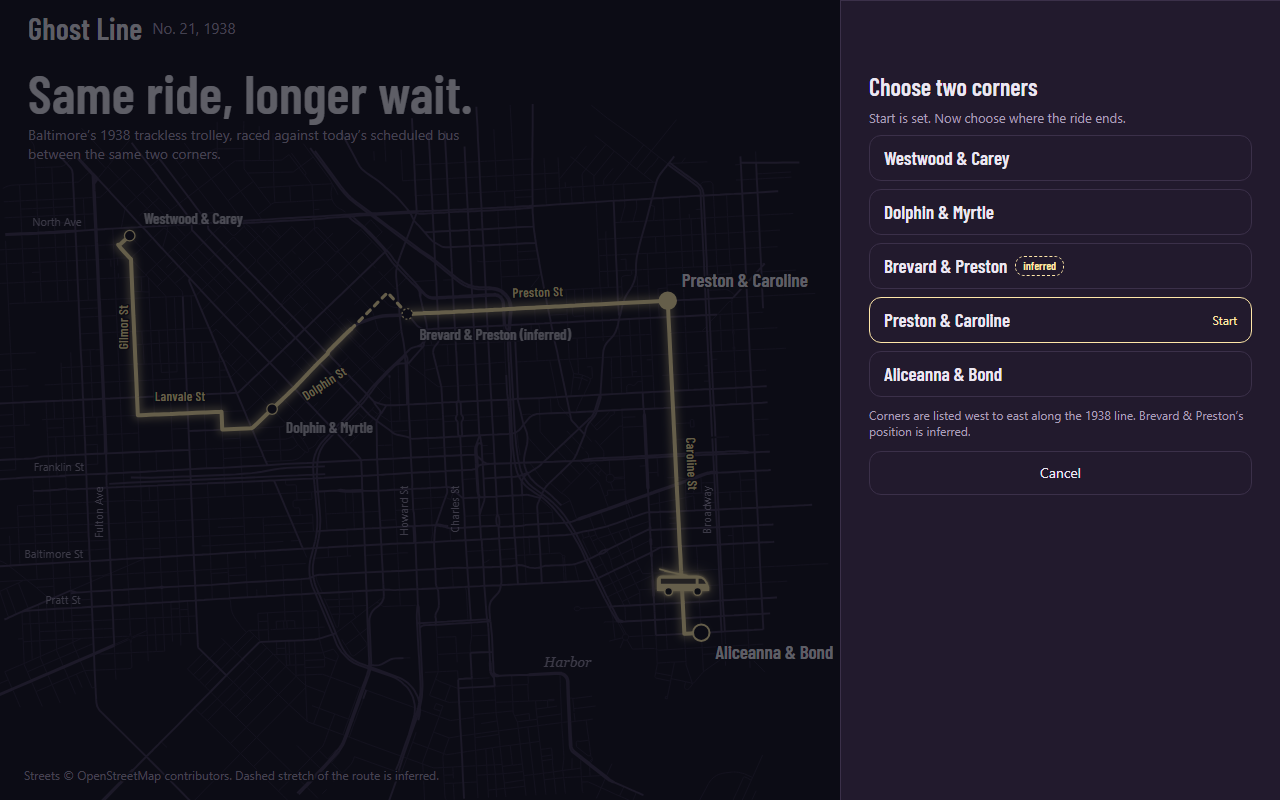 Ghost Line No. 21, 1938
Same ride, longer wait.
Baltimore's 1938 trackless trolley, raced against today's scheduled bus
between the same two corners.
North Ave
Westwood & Carey
Gilmor St
Lanvale St
Dolphin St
Dolphin & Myrtle
Brevard & Preston (inferred)
Preston St
Preston & Caroline
Caroline St
Broadway
Franklin St
Fulton Ave
Howard St
Charles St
Baltimore St
Pratt St
Harbor
Aliceanna & Bond
Streets © OpenStreetMap contributors. Dashed stretch of the route is inferred.
Choose two corners
Start is set. Now choose where the ride ends.
Westwood & Carey
Dolphin & Myrtle
Brevard & Preston inferred
Preston & Caroline Start
Aliceanna & Bond
Corners are listed west to east along the 1938 line. Brevard & Preston's
position is inferred.
Cancel